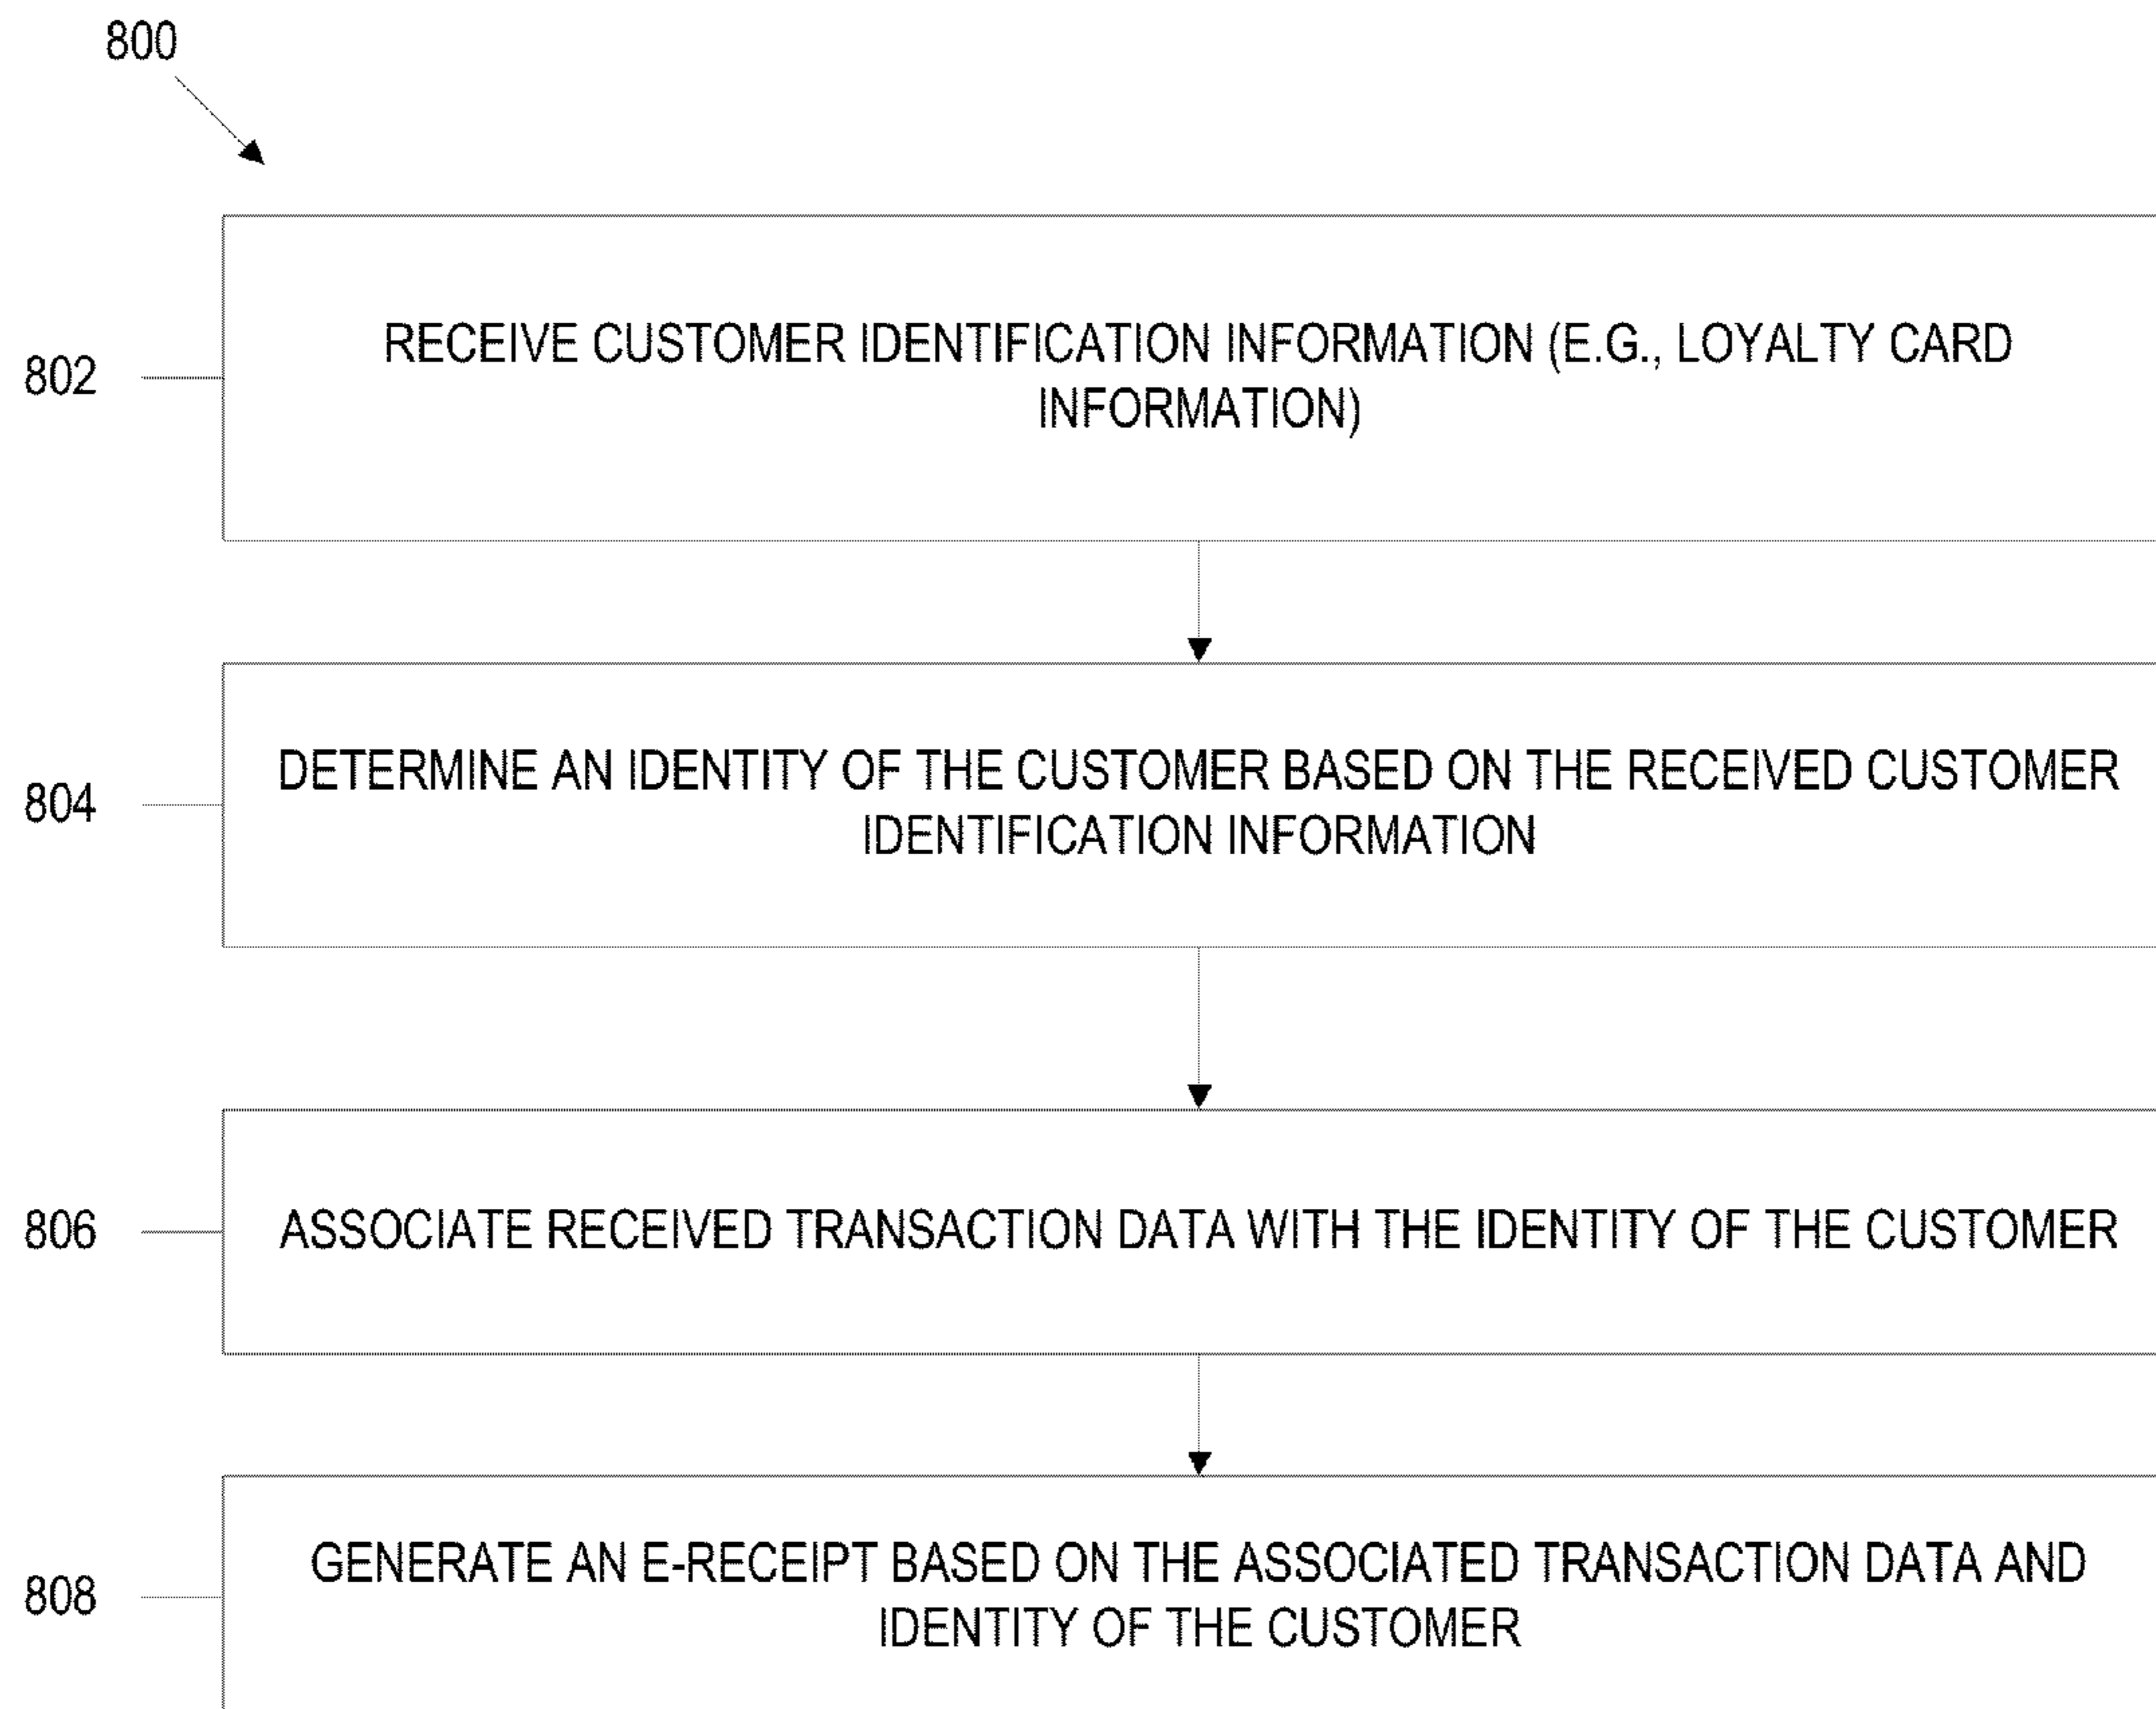 800
802
RECEIVE CUSTOMER IDENTIFICATION INFORMATION (E.G., LOYALTY CARD
INFORMATION)
804
DETERMINE AN IDENTITY OF THE CUSTOMER BASED ON THE RECEIVED CUSTOMER
IDENTIFICATION INFORMATION
806
ASSOCIATE RECEIVED TRANSACTION DATA WITH THE IDENTITY OF THE CUSTOMER
808
GENERATE AN E-RECEIPT BASED ON THE ASSOCIATED TRANSACTION DATA AND
IDENTITY OF THE CUSTOMER